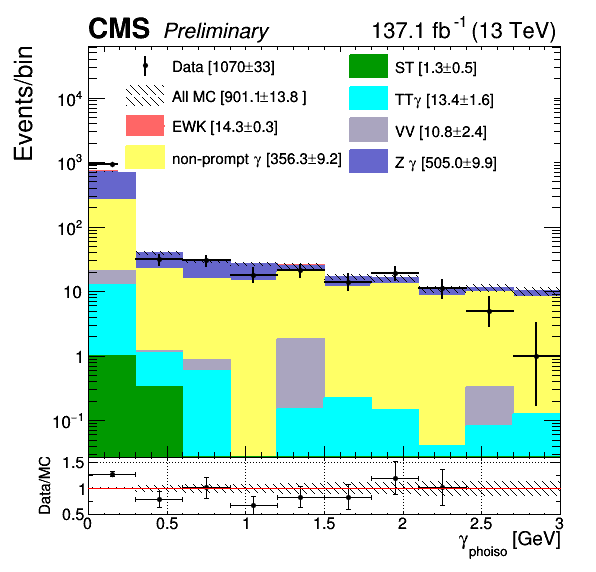 CMS Preliminary 137.1 fb⁻¹ (13 TeV)
Events/bin
Data [1070±33]
All MC [901.1±13.8 ]
EWK [14.3±0.3]
non-prompt γ [356.3±9.2]
ST [1.3±0.5]
TTγ [13.4±1.6]
VV [10.8±2.4]
Z γ [505.0±9.9]
10⁴
10³
10²
10
1
10⁻¹
Data/MC
1.5
1
0.5
0 0.5 1 1.5 2 2.5 3
γphoiso [GeV]